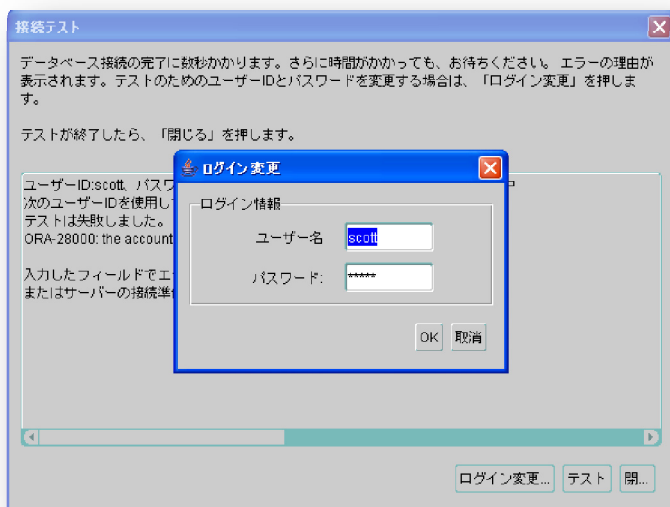 接続テスト
データベース接続の完了に数秒かかります。さらに時間がかかっても、お待ちください。 エラーの理由が
表示されます。テストのためのユーザーIDとパスワードを変更する場合は、「ログイン変更」を押しま
す。
テストが終了したら、「閉じる」を押します。
ログイン変更
ユーザーID:scott、パスワ
中
次のユーザーIDを使用し
テストは失敗しました。
ORA-28000: the account
ログイン情報
ユーザー名
scott
パスワード:
*****
入力したフィールドでエ
またはサーバーの接続準
OK
取消
ログイン変更...
テスト
閉...